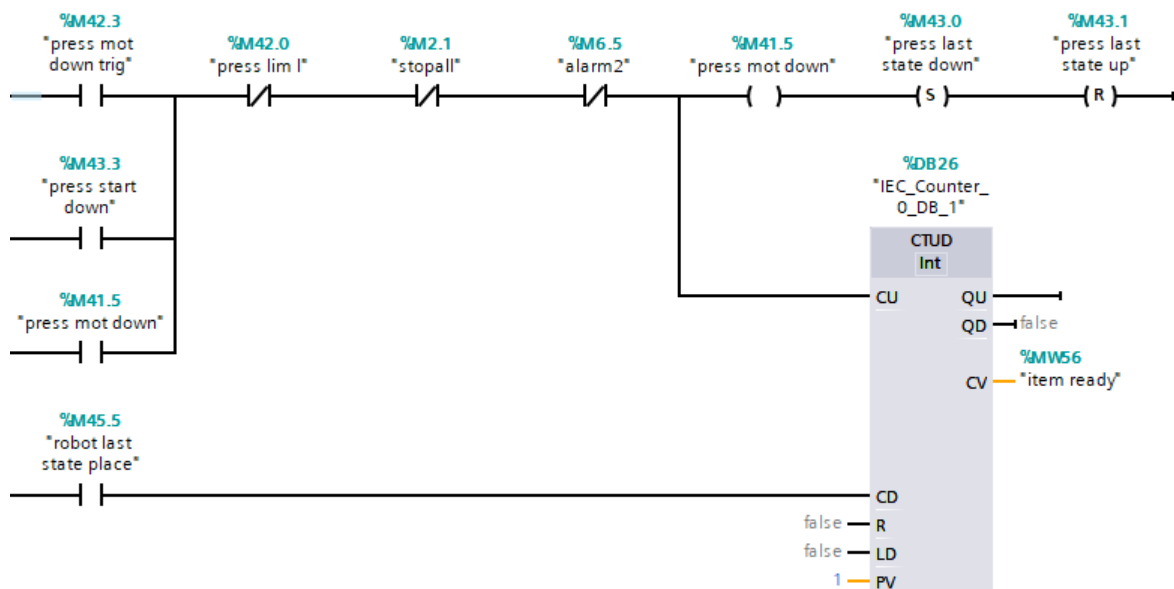 %M42.3
"press mot
down trig"
%M42.0
"press lim l"
%M2.1
"stopall"
%M6.5
"alarm2"
%M41.5
"press mot down"
%M43.0
"press last
state down"
S
%M43.1
"press last
state up"
R
%M43.3
"press start
down"
%M41.5
"press mot down"
%M45.5
"robot last
state place"
%DB26
"IEC_Counter_
0_DB_1"
CTUD
Int
CU
QU
QD
false
%MW56
CV
"item ready"
CD
false
R
false
LD
1
PV